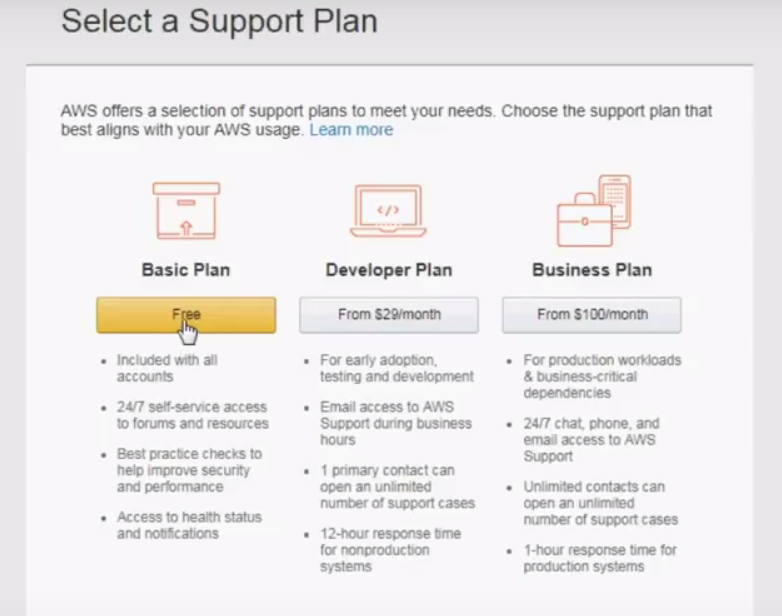 Select a Support Plan
AWS offers a selection of support plans to meet your needs. Choose the support plan that
best aligns with your AWS usage. Learn more
Basic Plan
Free
• Included with all
accounts
• 24/7 self-service access
to forums and resources
• Best practice checks to
help improve security
and performance
• Access to health status
and notifications
Developer Plan
From $29/month
• For early adoption,
testing and development
• Email access to AWS
Support during business
hours
• 1 primary contact can
open an unlimited
number of support cases
• 12-hour response time
for nonproduction
systems
Business Plan
From $100/month
• For production workloads
& business-critical
dependencies
• 24/7 chat, phone, and
email access to AWS
Support
• Unlimited contacts can
open an unlimited
number of support cases
• 1-hour response time for
production systems